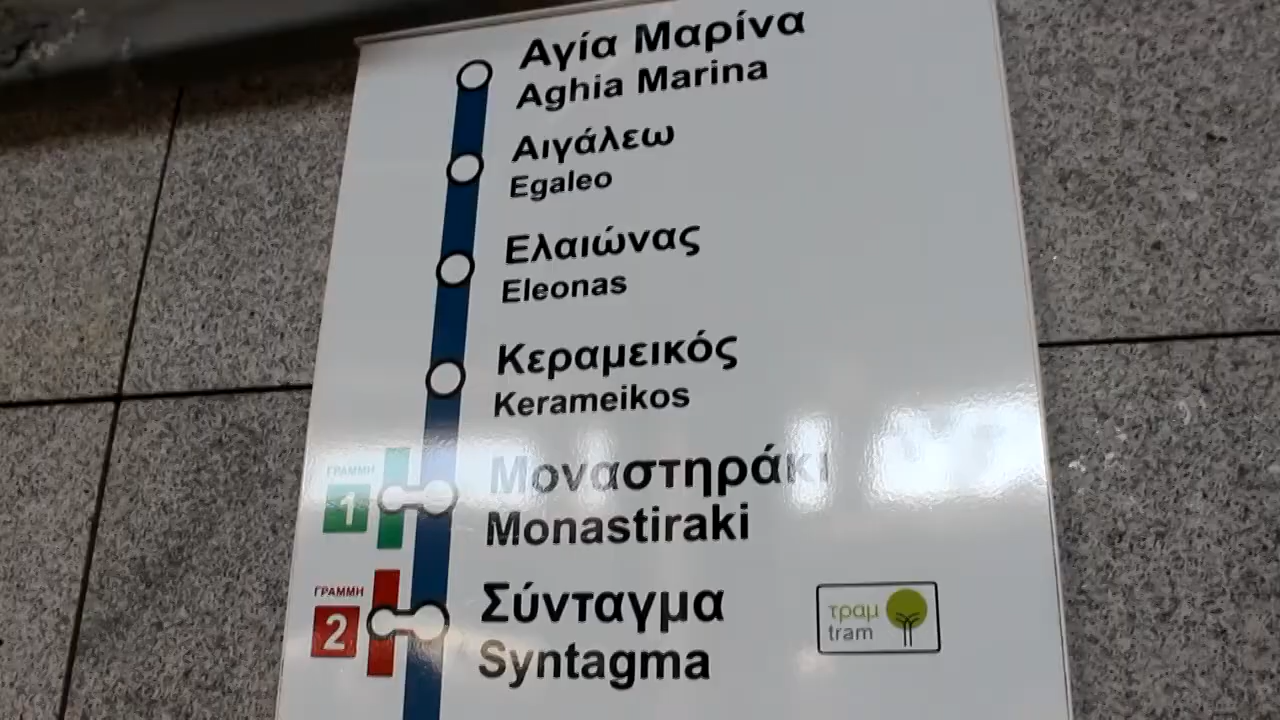 Αγία Μαρίνα
Aghia Marina
Αιγάλεω
Egaleo
Ελαιώνας
Eleonas
Κεραμεικός
Kerameikos
ΓΡΑΜΜΗ
1
Μοναστηράκι
Monastiraki
ΓΡΑΜΜΗ
2
Σύνταγμα
Syntagma
τραμ
tram